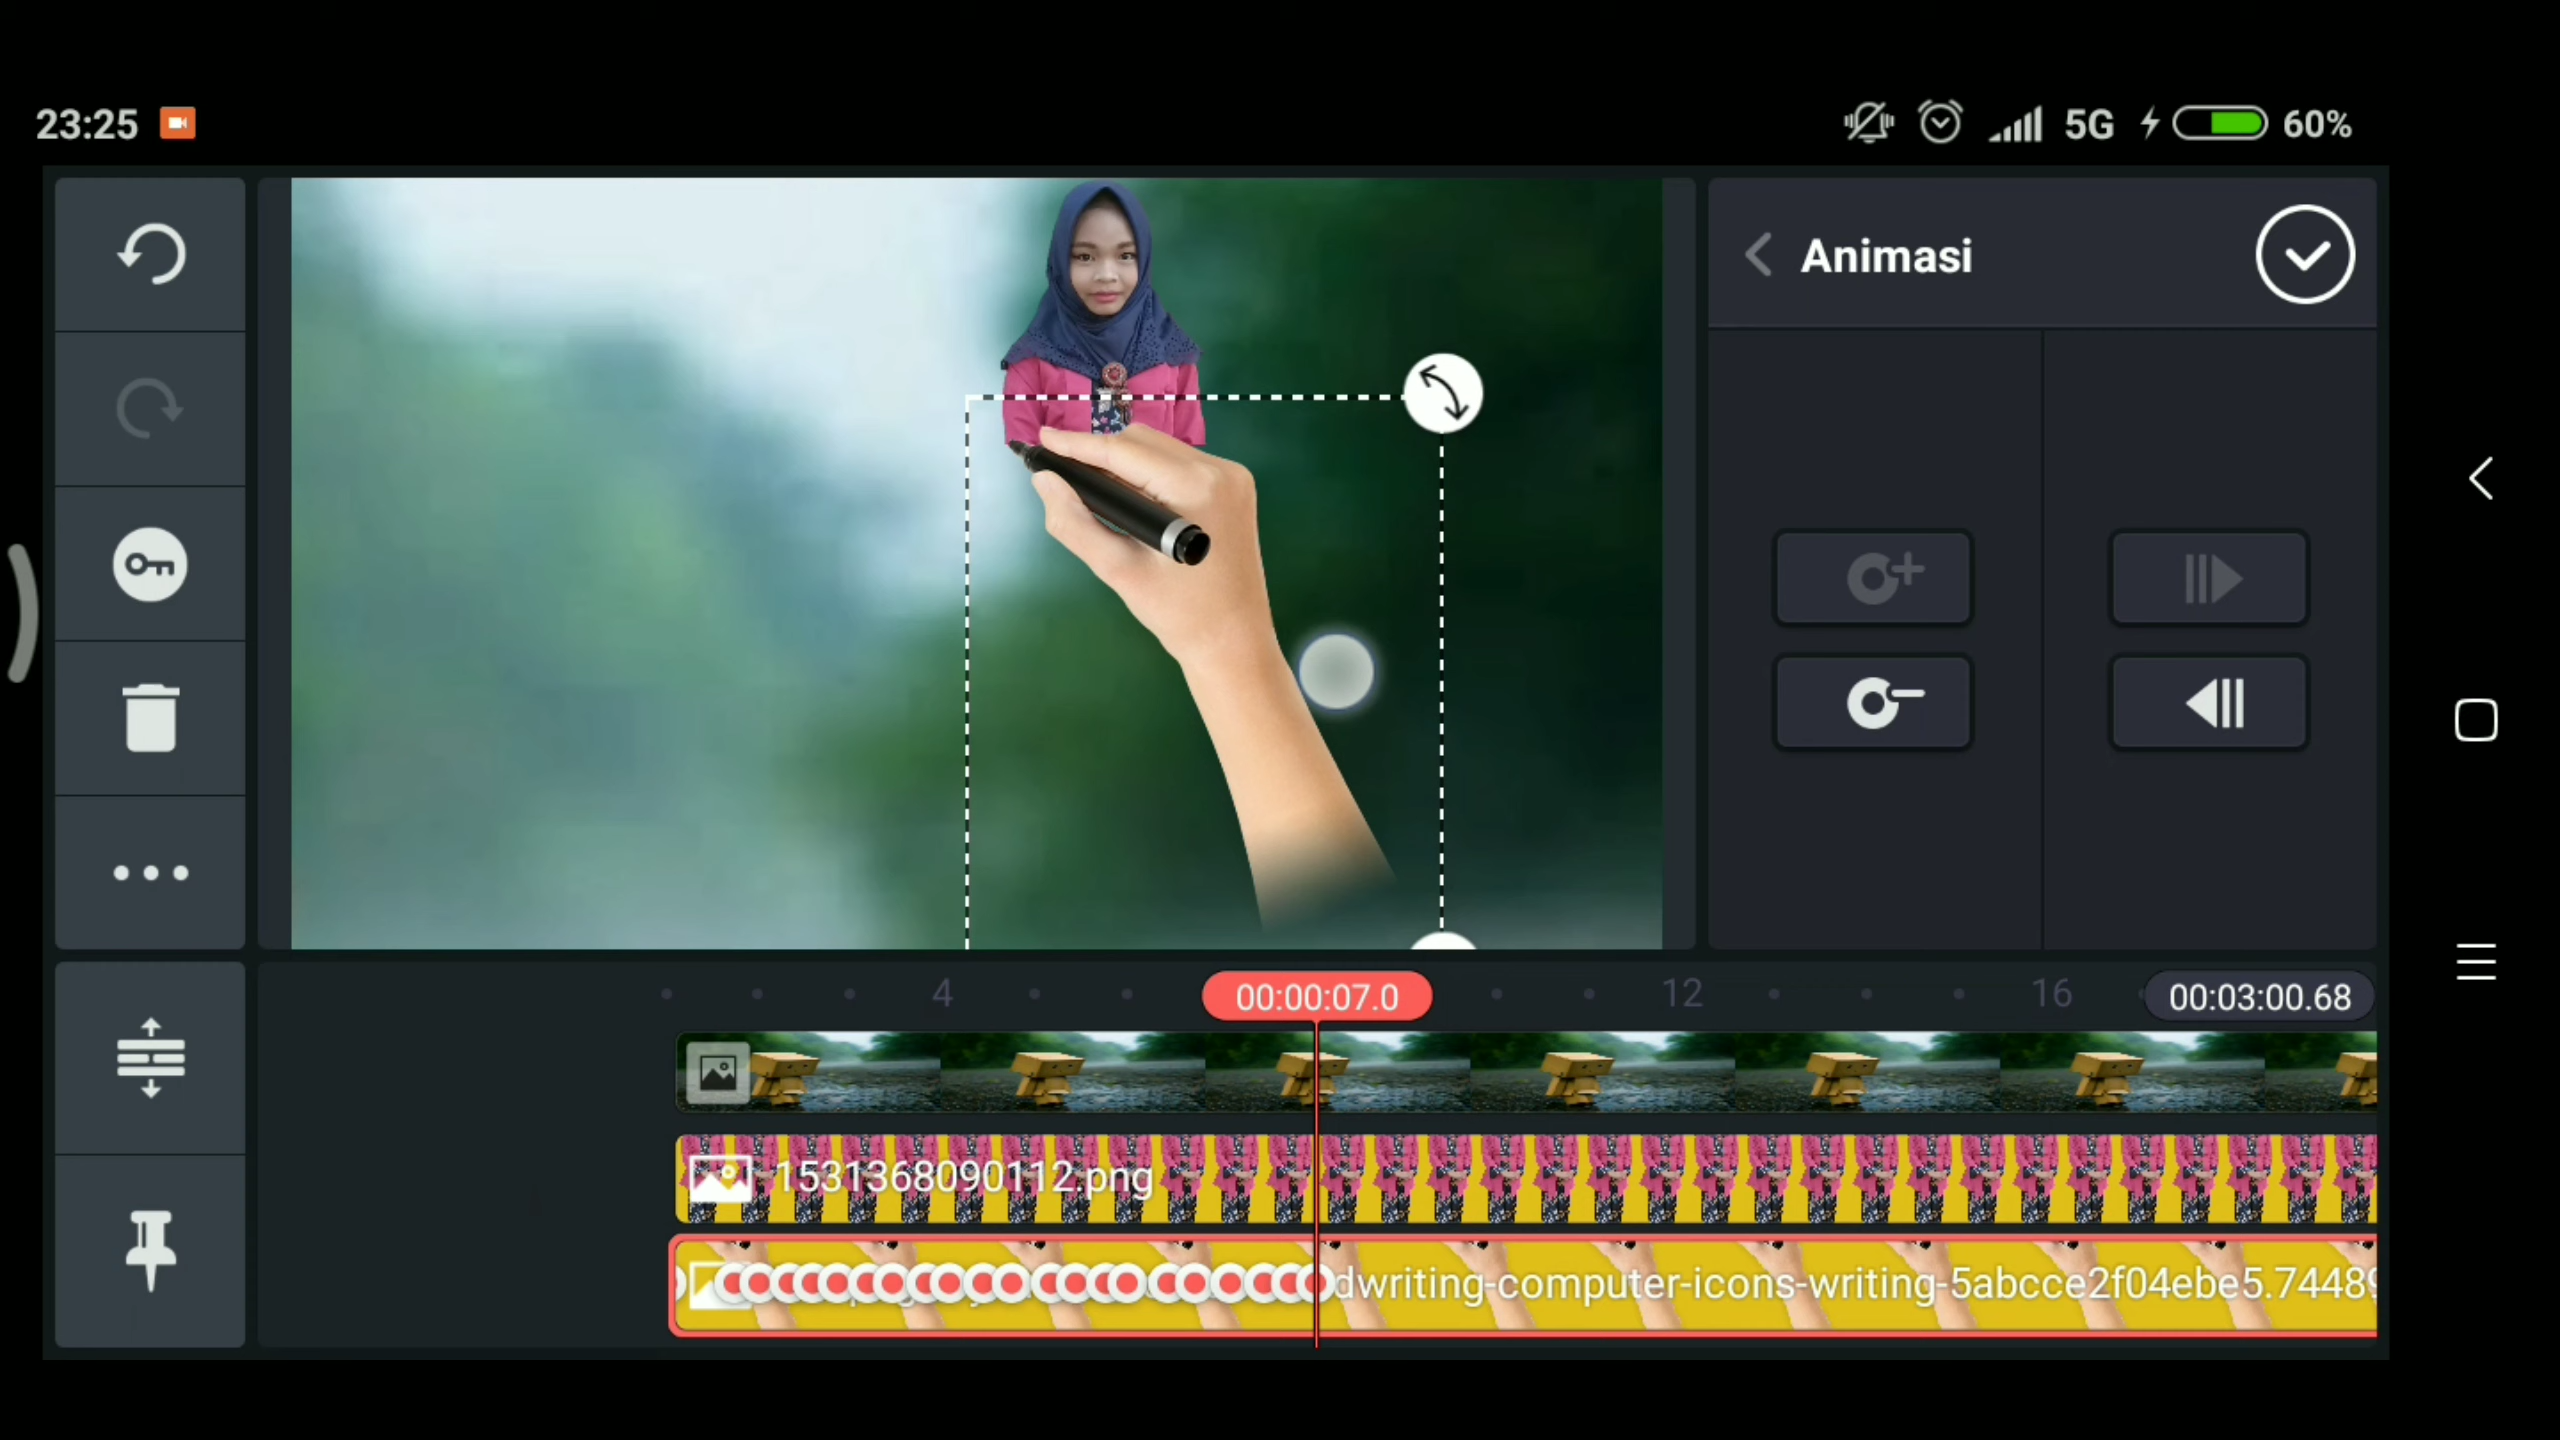 23:25
5G
60%
Animasi
4
00:00:07.0
12
16
00:03:00.68
1531368090112.png
dwriting-computer-icons-writing-5abcce2f04ebe5.7448